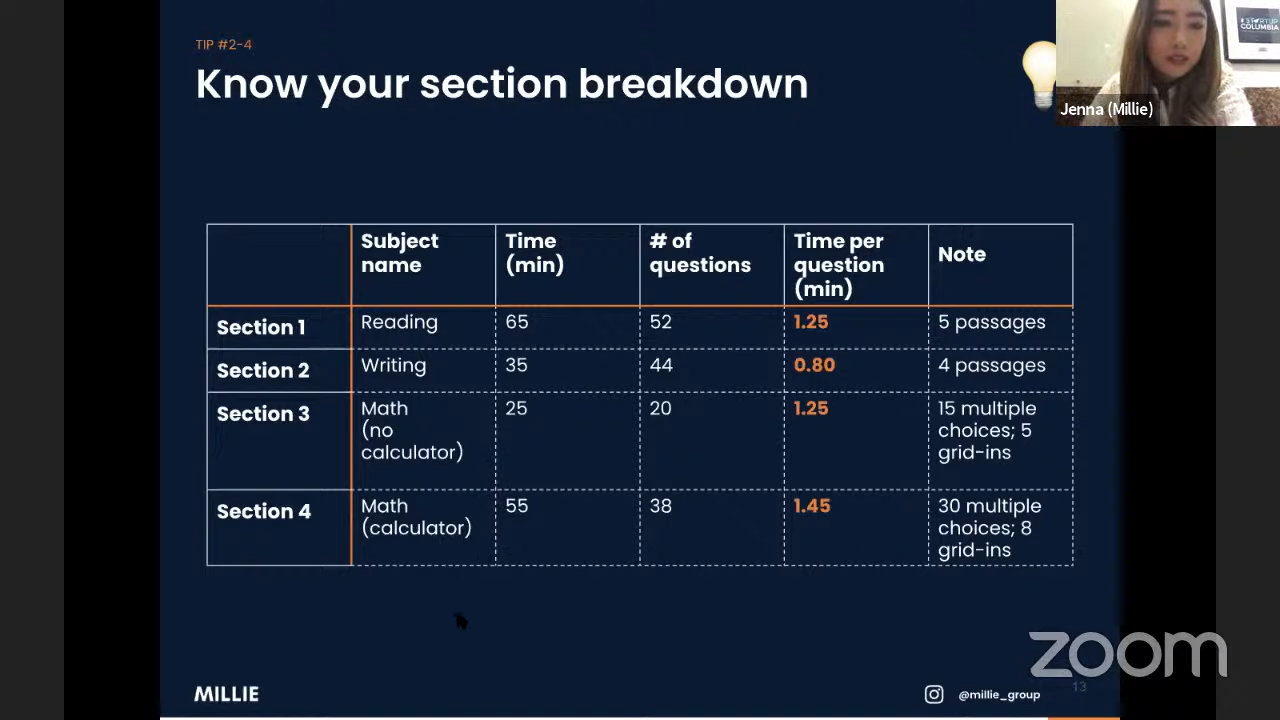 TIP #2-4
Know your section breakdown
#STARTUP
COLUMBIA
Jenna (Millie)
Subject name
Time (min)
# of questions
Time per question (min)
Note
Section 1
Reading
65
52
1.25
5 passages
Section 2
Writing
35
44
0.80
4 passages
Section 3
Math (no calculator)
25
20
1.25
15 multiple choices; 5 grid-ins
Section 4
Math (calculator)
55
38
1.45
30 multiple choices; 8 grid-ins
zoom
MILLIE
@millie_group
13